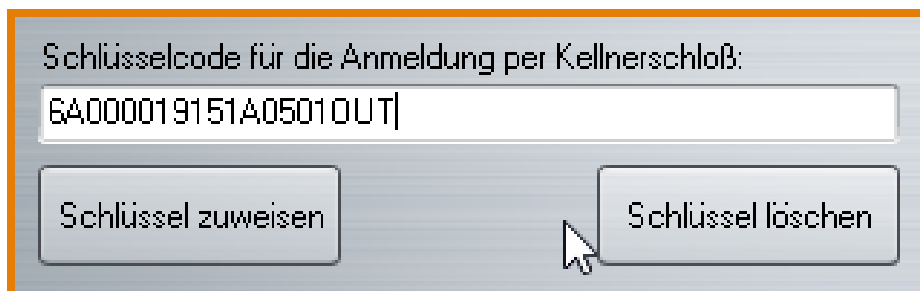 Schlüsselcode für die Anmeldung per Kellnerschloß:
6A000019151A0501OUT
Schlüssel zuweisen
Schlüssel löschen